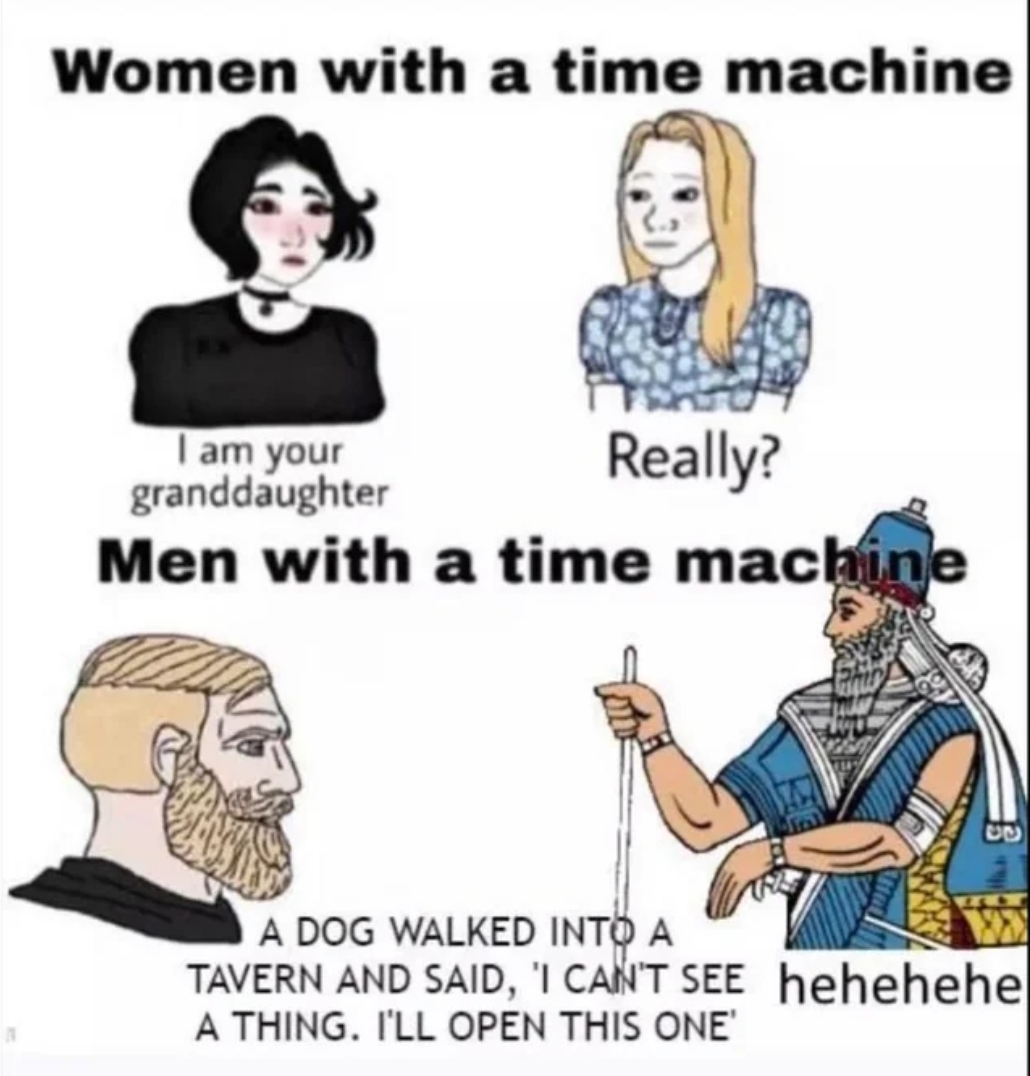 Women with a time machine
I am your
granddaughter
Really?
Men with a time machine
A DOG WALKED INTO A
TAVERN AND SAID, 'I CAN'T SEE
A THING. I'LL OPEN THIS ONE'
hehehehe